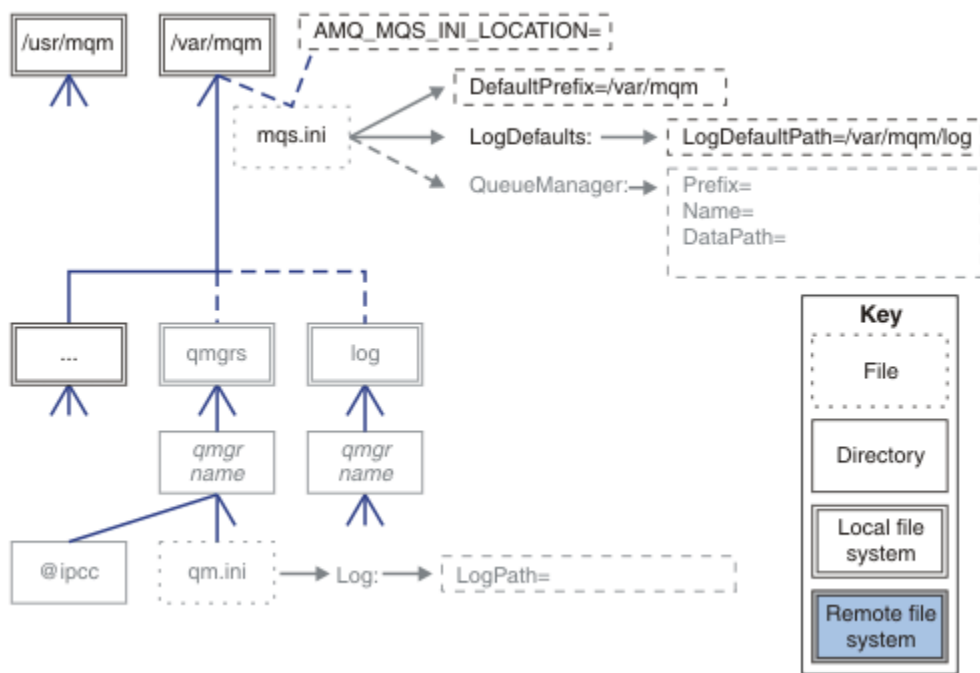 /usr/mqm
/var/mqm
AMQ_MQS_INI_LOCATION=
mqs.ini
DefaultPrefix=/var/mqm
LogDefaults:
LogDefaultPath=/var/mqm/log
QueueManager:
Prefix=
Name=
DataPath=
...
qmgrs
log
qmgr
name
qmgr
name
@ipcc
qm.ini
Log:
LogPath=
Key
File
Directory
Local file
system
Remote file
system